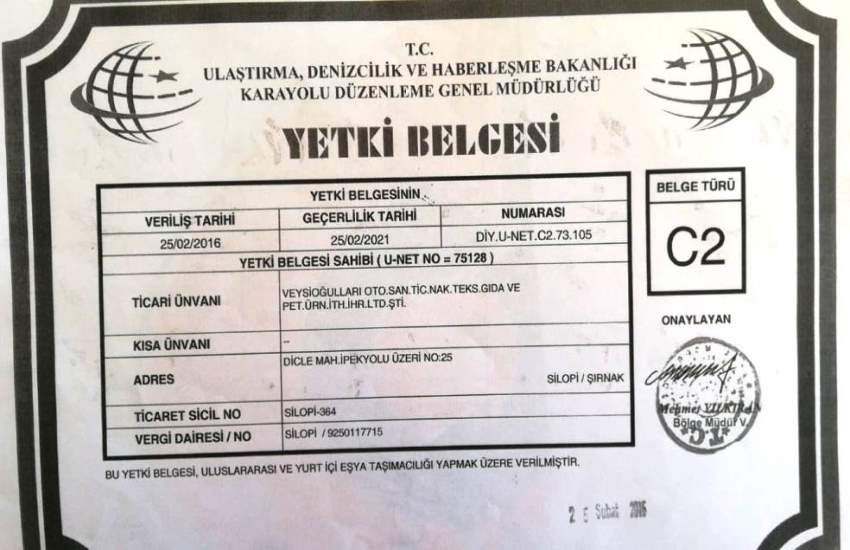 T.C.
ULAŞTIRMA, DENİZCİLİK VE HABERLEŞME BAKANLIĞI
KARAYOLU DÜZENLEME GENEL MÜDÜRLÜĞÜ
YETKİ BELGESİ
YETKİ BELGESİNİN
VERİLİŞ TARİHİ GEÇERLİLİK TARİHİ NUMARASI
25/02/2016 25/02/2021 DİY.U-NET.C2.73.105
YETKİ BELGESİ SAHİBİ ( U-NET NO = 75128 )
TİCARİ ÜNVANI VEYSİOĞULLARI OTO.SAN.TİC.NAK.TEKS.GIDA VE
PET.ÜRN.İTH.İHR.LTD.ŞTİ.
KISA ÜNVANI --
ADRES DİCLE MAH.İPEKYOLU ÜZERİ NO:25
SİLOPİ / ŞIRNAK
TİCARET SİCİL NO SİLOPİ-364
VERGİ DAİRESİ / NO SİLOPİ / 9250117715
BU YETKİ BELGESİ, ULUSLARARASI VE YURT İÇİ EŞYA TAŞIMACILIĞI YAPMAK ÜZERE VERİLMİŞTİR.
BELGE TÜRÜ
C2
ONAYLAYAN
Mehmet
Bölge Müdür V.
T.C.
2 5 Şubat 2016